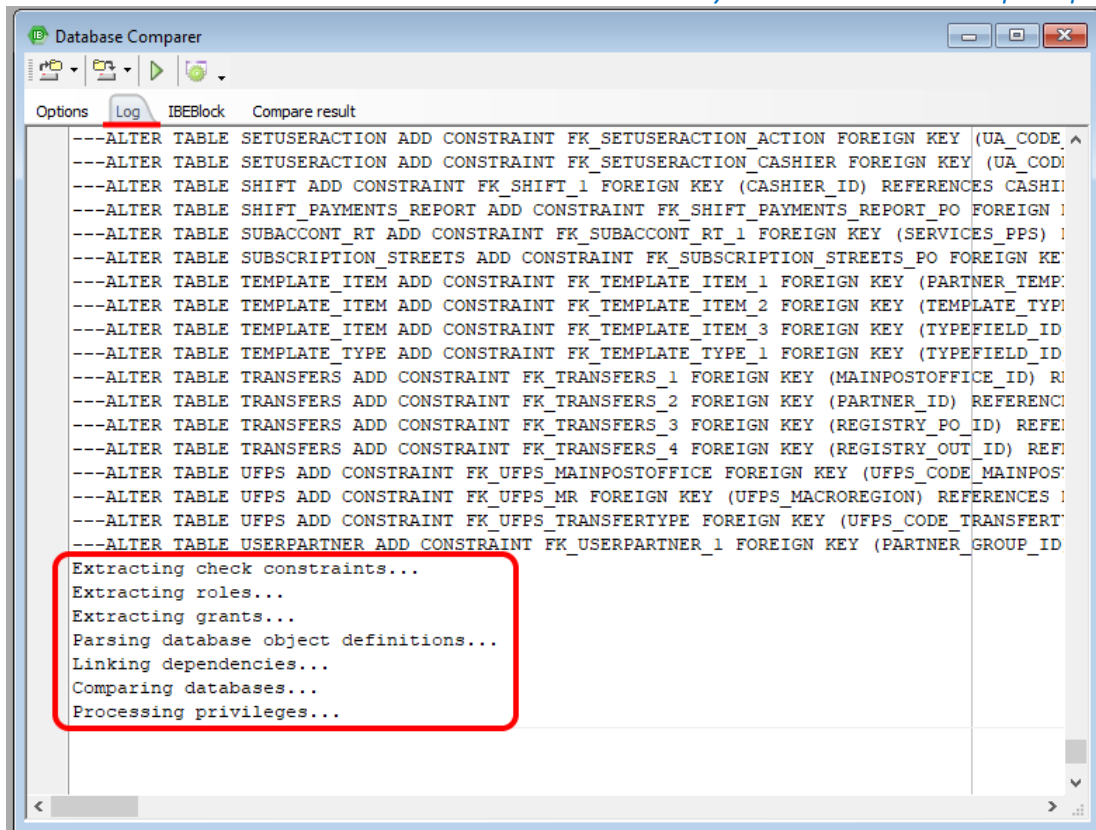 Database Comparer
Options Log IBEBlock Compare result
---ALTER TABLE SETUSERACTION ADD CONSTRAINT FK_SETUSERACTION_ACTION FOREIGN KEY (UA_CODE_
---ALTER TABLE SETUSERACTION ADD CONSTRAINT FK_SETUSERACTION_CASHIER FOREIGN KEY (UA_COD
---ALTER TABLE SHIFT ADD CONSTRAINT FK_SHIFT_1 FOREIGN KEY (CASHIER_ID) REFERENCES CASHI
---ALTER TABLE SHIFT_PAYMENTS_REPORT ADD CONSTRAINT FK_SHIFT_PAYMENTS_REPORT_PO FOREIGN
---ALTER TABLE SUBACCONT_RT ADD CONSTRAINT FK_SUBACCONT_RT_1 FOREIGN KEY (SERVICES_PPS)
---ALTER TABLE SUBSCRIPTION_STREETS ADD CONSTRAINT FK_SUBSCRIPTION_STREETS_PO FOREIGN KE
---ALTER TABLE TEMPLATE_ITEM ADD CONSTRAINT FK_TEMPLATE_ITEM_1 FOREIGN KEY (PARTNER_TEMP
---ALTER TABLE TEMPLATE_ITEM ADD CONSTRAINT FK_TEMPLATE_ITEM_2 FOREIGN KEY (TEMPLATE_TYP
---ALTER TABLE TEMPLATE_ITEM ADD CONSTRAINT FK_TEMPLATE_ITEM_3 FOREIGN KEY (TYPEFIELD_ID
---ALTER TABLE TEMPLATE_TYPE ADD CONSTRAINT FK_TEMPLATE_TYPE_1 FOREIGN KEY (TYPEFIELD_ID
---ALTER TABLE TRANSFERS ADD CONSTRAINT FK_TRANSFERS_1 FOREIGN KEY (MAINPOSTOFFICE_ID) R
---ALTER TABLE TRANSFERS ADD CONSTRAINT FK_TRANSFERS_2 FOREIGN KEY (PARTNER_ID) REFERENC
---ALTER TABLE TRANSFERS ADD CONSTRAINT FK_TRANSFERS_3 FOREIGN KEY (REGISTRY_PO_ID) REFE
---ALTER TABLE TRANSFERS ADD CONSTRAINT FK_TRANSFERS_4 FOREIGN KEY (REGISTRY_OUT_ID) REF
---ALTER TABLE UFPS ADD CONSTRAINT FK_UFPS_MAINPOSTOFFICE FOREIGN KEY (UFPS_CODE_MAINPOS
---ALTER TABLE UFPS ADD CONSTRAINT FK_UFPS_MR FOREIGN KEY (UFPS_MACROREGION) REFERENCES
---ALTER TABLE UFPS ADD CONSTRAINT FK_UFPS_TRANSFERTYPE FOREIGN KEY (UFPS_CODE_TRANSFERT
---ALTER TABLE USERPARTNER ADD CONSTRAINT FK_USERPARTNER_1 FOREIGN KEY (PARTNER_GROUP_ID
Extracting check constraints...
Extracting roles...
Extracting grants...
Parsing database object definitions...
Linking dependencies...
Comparing databases...
Processing privileges...